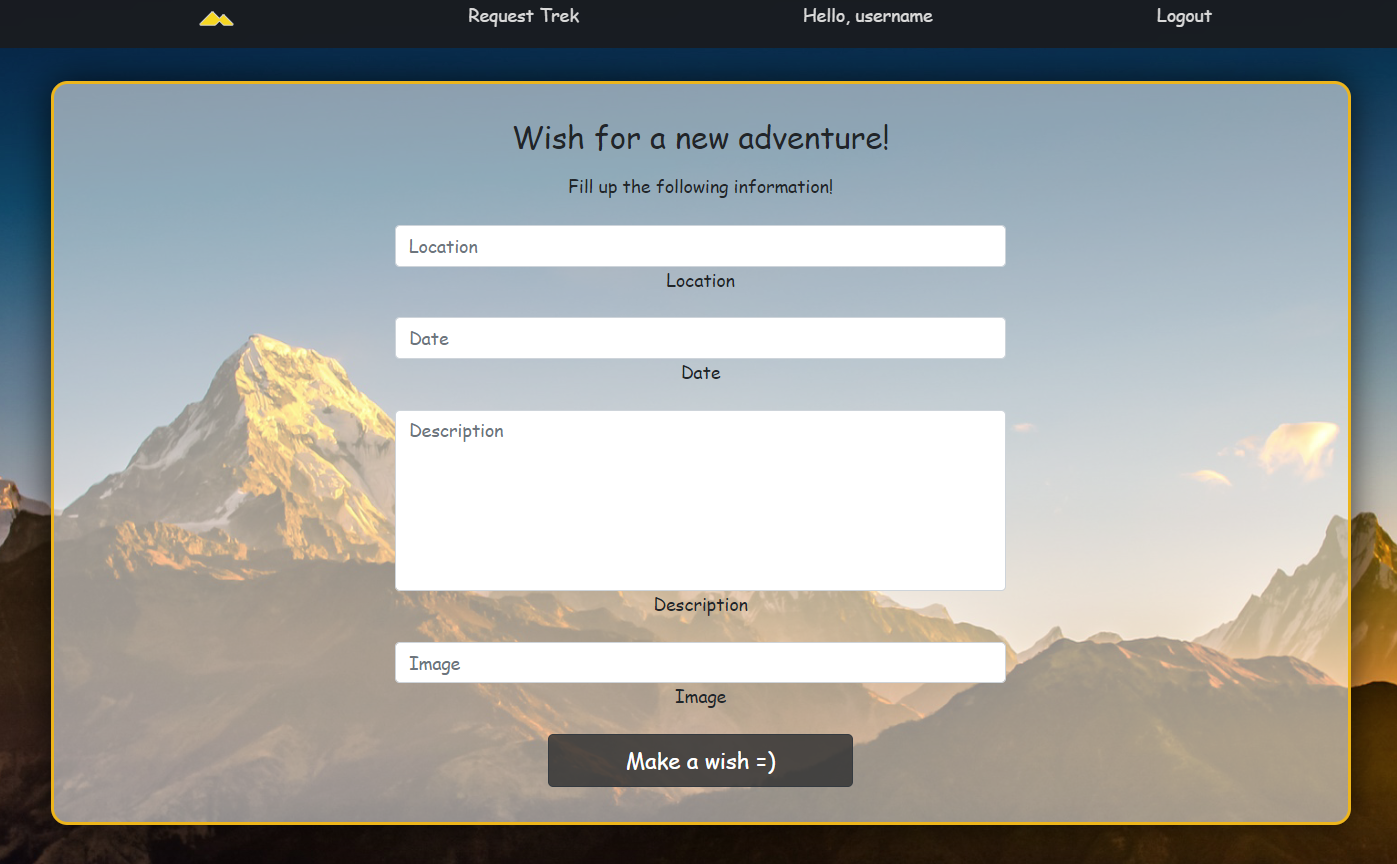 Request Trek
Hello, username
Logout
Wish for a new adventure!
Fill up the following information!
Location
Location
Date
Date
Description
Description
Image
Image
Make a wish =)